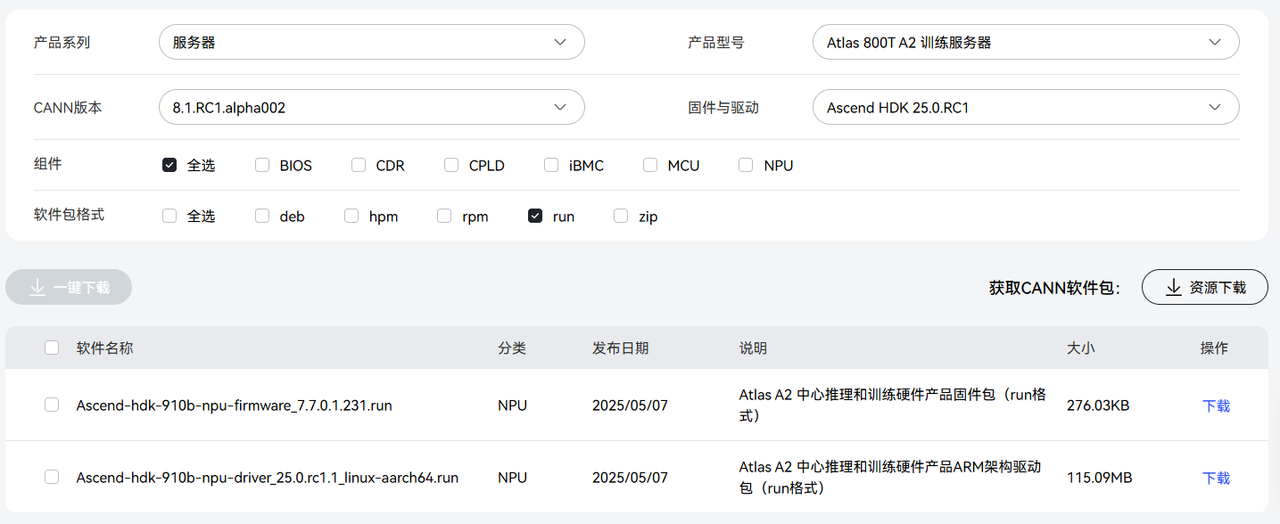 产品系列 服务器 产品型号 Atlas 800T A2 训练服务器
CANN版本 8.1.RC1.alpha002 固件与驱动 Ascend HDK 25.0.RC1
组件 全选 BIOS CDR CPLD iBMC MCU NPU
软件包格式 全选 deb hpm rpm run zip
一键下载 获取CANN软件包： 资源下载
软件名称 分类 发布日期 说明 大小 操作
Ascend-hdk-910b-npu-firmware_7.7.0.1.231.run NPU 2025/05/07 Atlas A2 中心推理和训练硬件产品固件包（run格
式） 276.03KB 下载
Ascend-hdk-910b-npu-driver_25.0.rc1.1_linux-aarch64.run NPU 2025/05/07 Atlas A2 中心推理和训练硬件产品ARM架构驱动
包（run格式） 115.09MB 下载